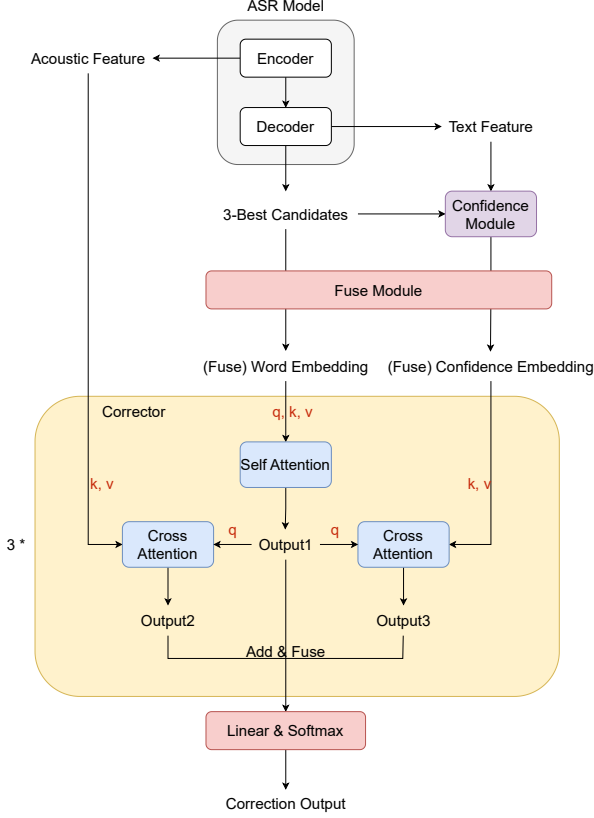 ASR Model
Acoustic Feature
Encoder
Decoder
Text Feature
3-Best Candidates
Confidence
Module
Fuse Module
(Fuse) Word Embedding
(Fuse) Confidence Embedding
Corrector
q, k, v
Self Attention
k, v
k, v
3 *
Cross
Attention
q
Output1
q
Cross
Attention
Output2
Output3
Add & Fuse
Linear & Softmax
Correction Output